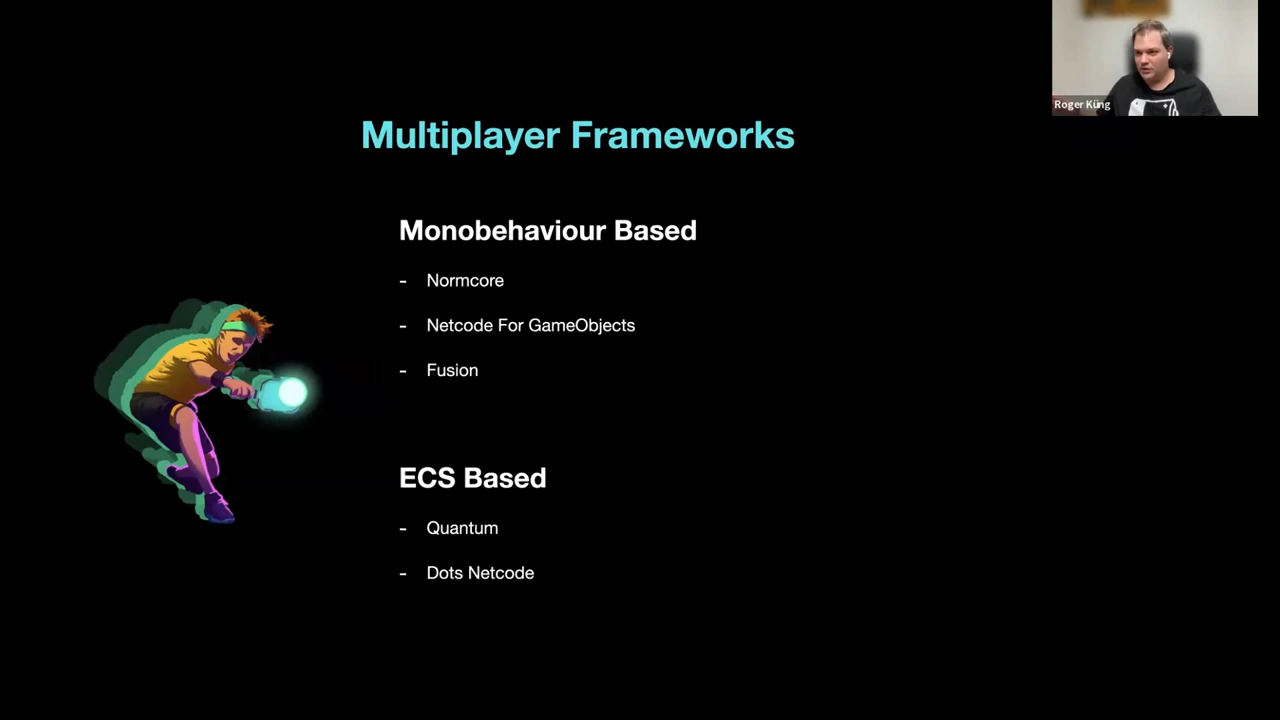 Roger Küng
Multiplayer Frameworks
Monobehaviour Based
- Normcore
- Netcode For GameObjects
- Fusion
ECS Based
- Quantum
- Dots Netcode